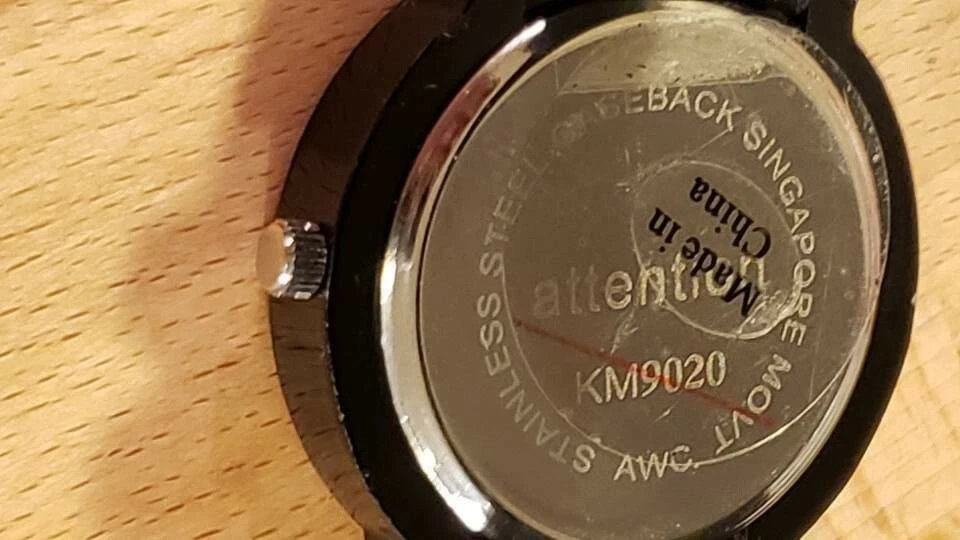 STAINLESS STEEL CASEBACK SINGAPORE MOVT
AWC
attention
KM9020
Made in
China